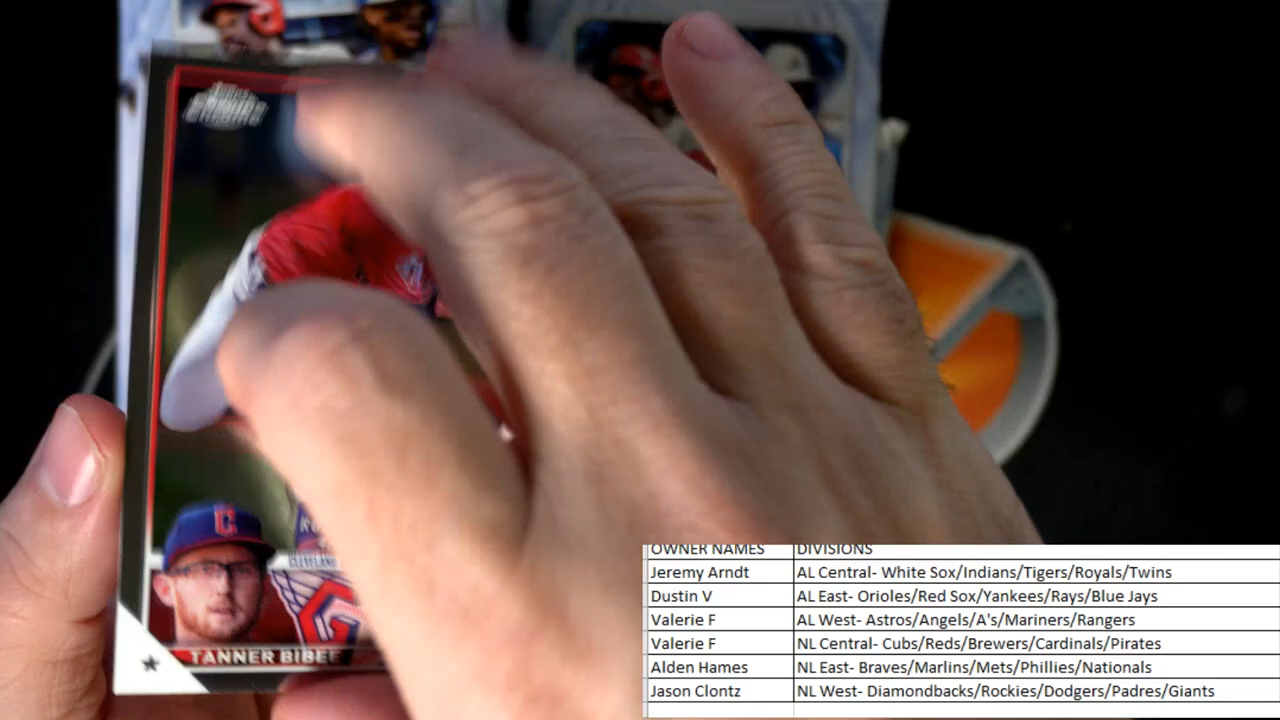 TANNER BIBEE
CLEVELAND
OWNER NAMES DIVISIONS
Jeremy Arndt AL Central- White Sox/Indians/Tigers/Royals/Twins
Dustin V AL East- Orioles/Red Sox/Yankees/Rays/Blue Jays
Valerie F AL West- Astros/Angels/A's/Mariners/Rangers
Valerie F NL Central- Cubs/Reds/Brewers/Cardinals/Pirates
Alden Hames NL East- Braves/Marlins/Mets/Phillies/Nationals
Jason Clontz NL West- Diamondbacks/Rockies/Dodgers/Padres/Giants